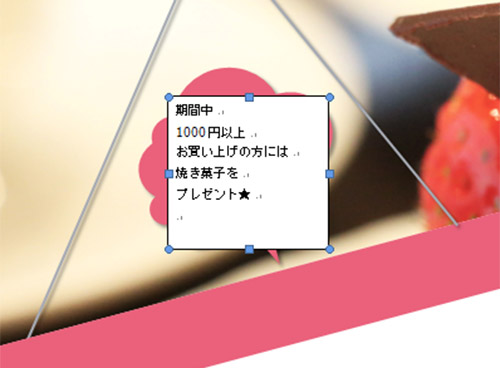 期間中
1000円以上
お買い上げの方には
焼き菓子を
プレゼント★